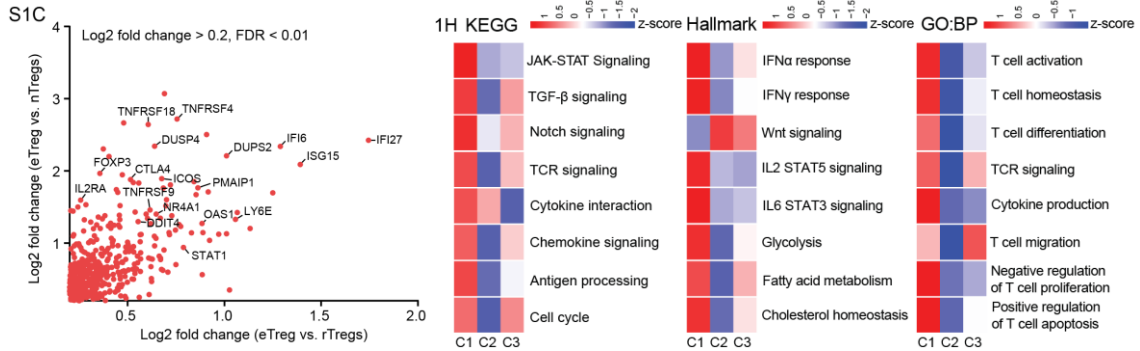 S1C
Log2 fold change (eTreg vs. nTregs)
4
3
2
1
Log2 fold change > 0.2, FDR < 0.01
TNFRSF18
TNFRSF4
DUSP4
DUPS2
IFI6
IFI27
ISG15
FOXP3
CTLA4
ICOS
PMAIP1
IL2RA
TNFRSF9
NR4A1
OAS1
LY6E
DDIT4
STAT1
0.5
1.0
1.5
2.0
Log2 fold change (eTreg vs. rTregs)
1H KEGG
1
0.5
0
-0.5
-1
z-score
JAK-STAT Signaling
TGF-β signaling
Notch signaling
TCR signaling
Cytokine interaction
Chemokine signaling
Antigen processing
Cell cycle
C1 C2 C3
Hallmark
1
0.5
0
-0.5
-1
-1.5
z-score
IFNα response
IFNγ response
Wnt signaling
IL2 STAT5 signaling
IL6 STAT3 signaling
Glycolysis
Fatty acid metabolism
Cholesterol homeostasis
C1 C2 C3
GO:BP
1
0.5
0
-0.5
-1
-1.5
-2
z-score
T cell activation
T cell homeostasis
T cell differentiation
TCR signaling
Cytokine production
T cell migration
Negative regulation
of T cell proliferation
Positive regulation
of T cell apoptosis
C1 C2 C3